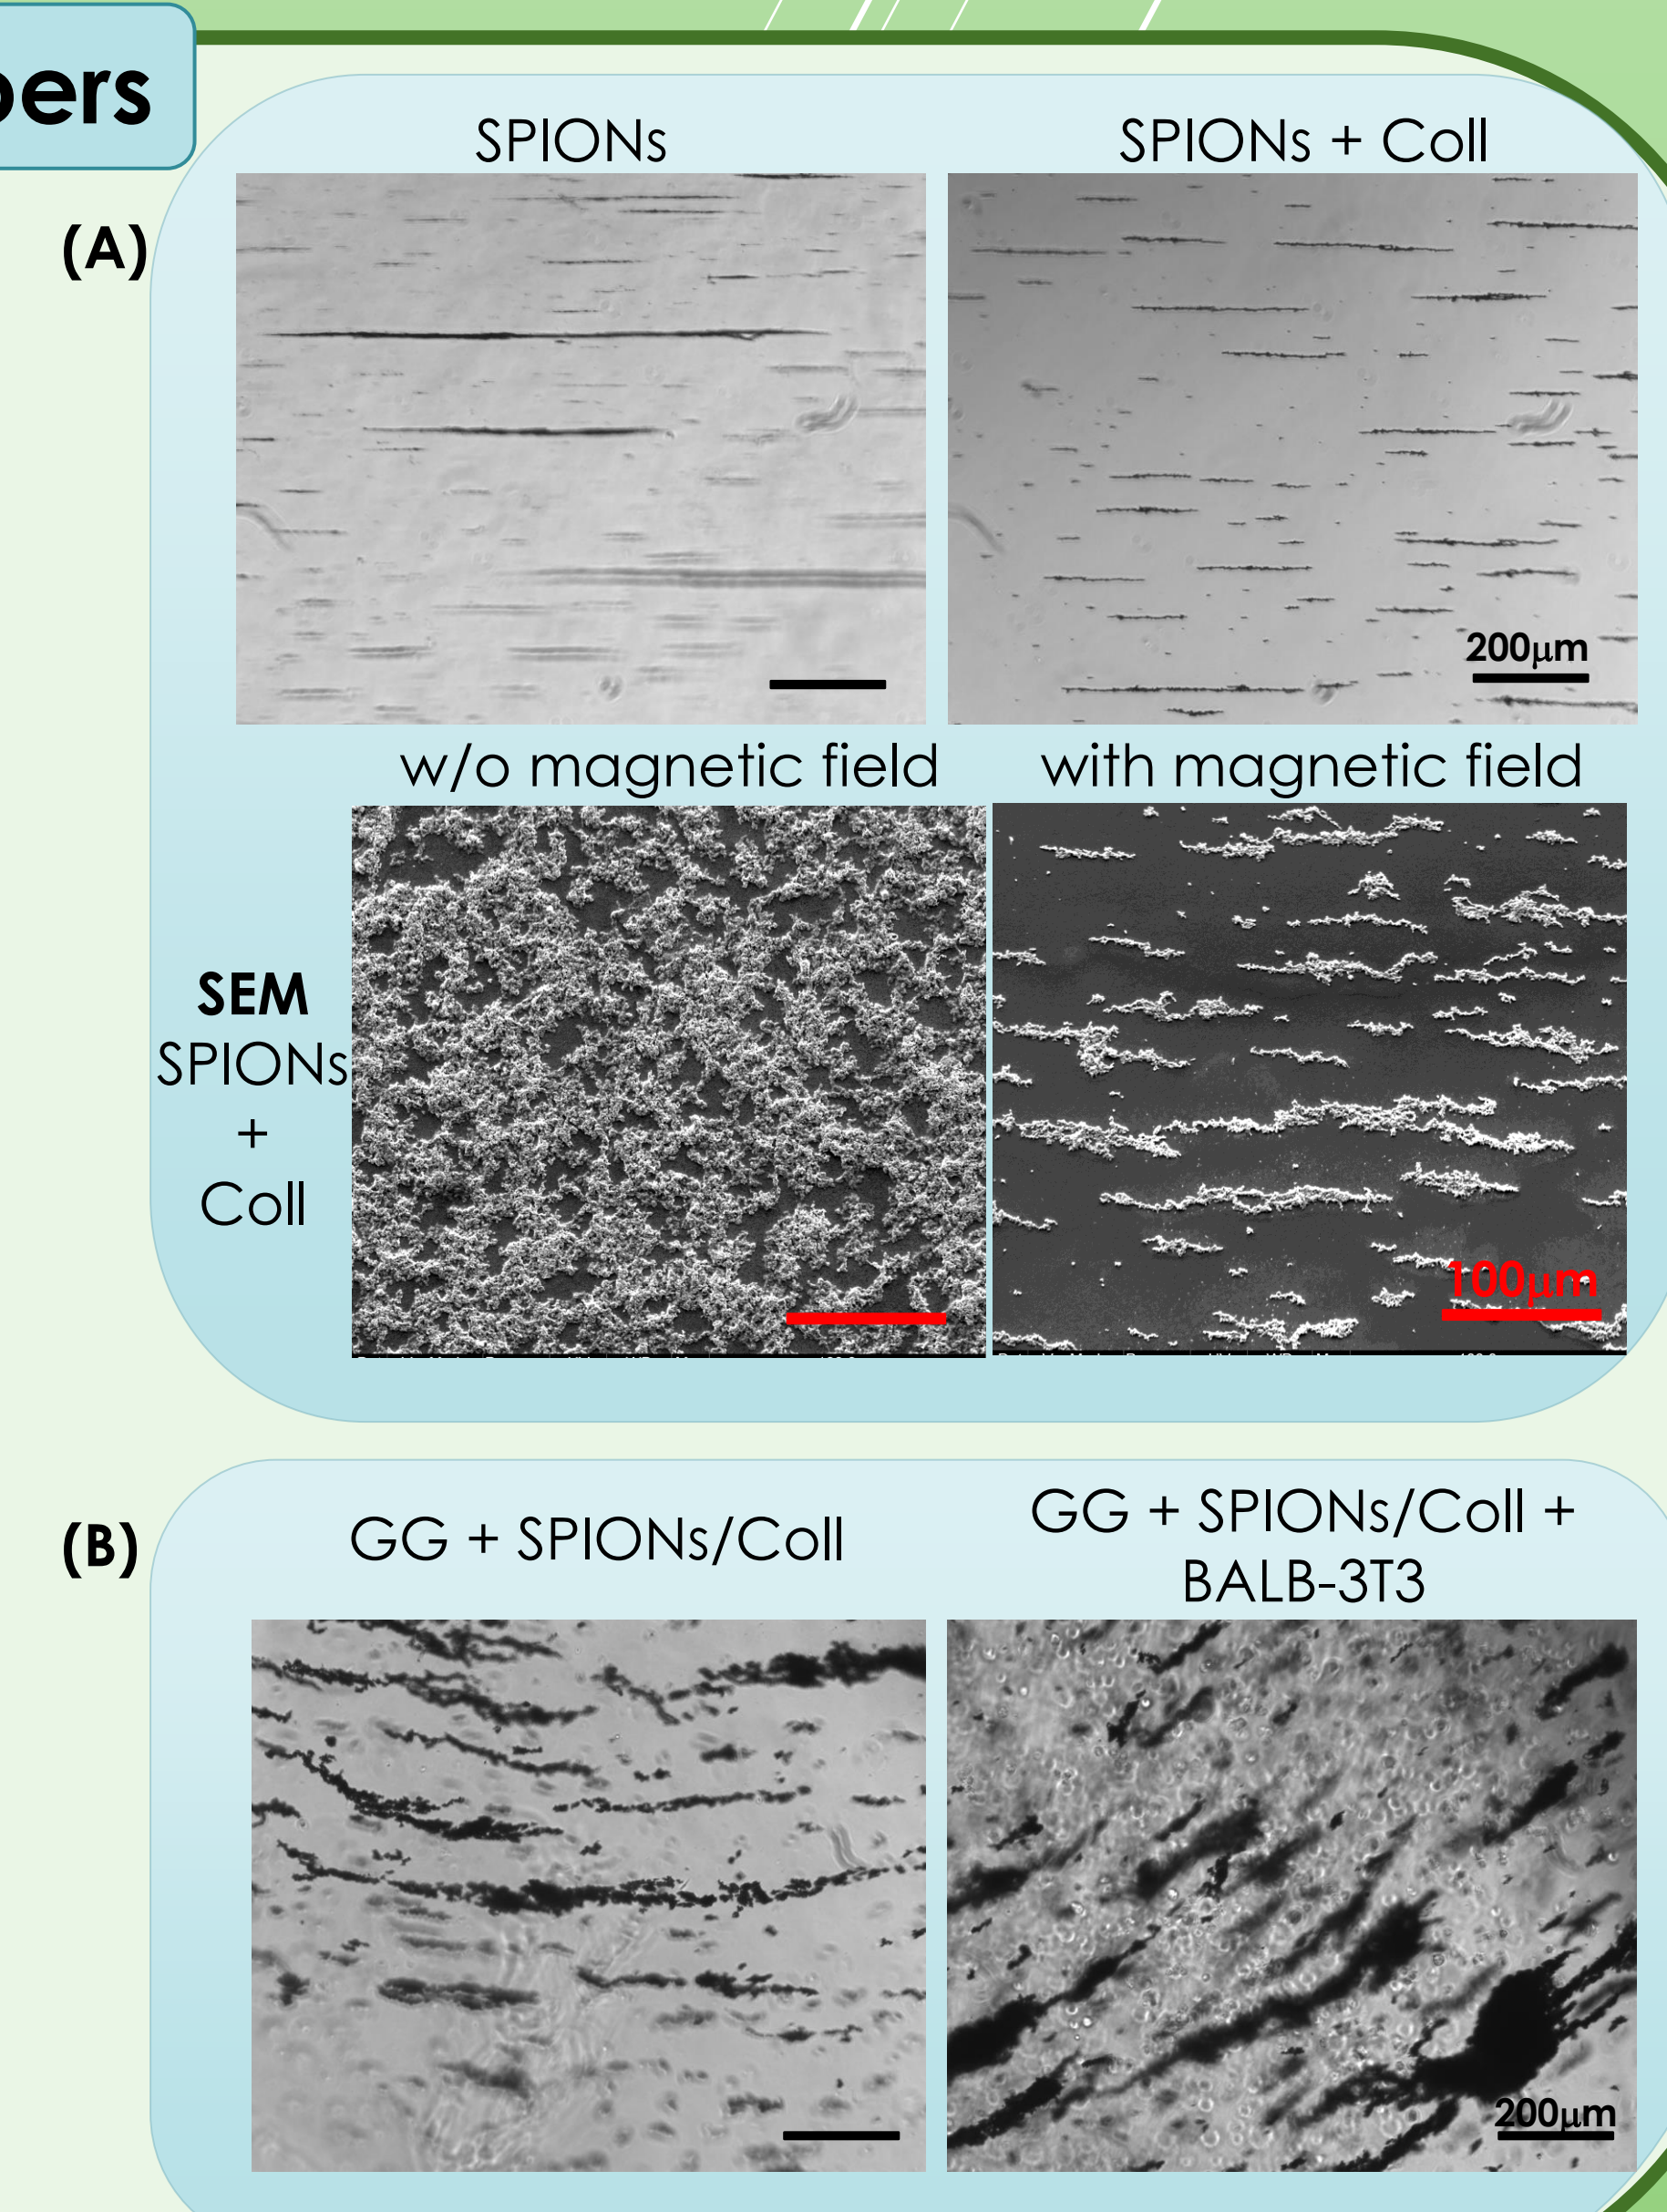 bers
SPIONs
SPIONs + Coll
(A)
200µm
w/o magnetic field
with magnetic field
SEM
SPIONs
+
Coll
100µm
(B)
GG + SPIONs/Coll
GG + SPIONs/Coll +
BALB-3T3
200µm